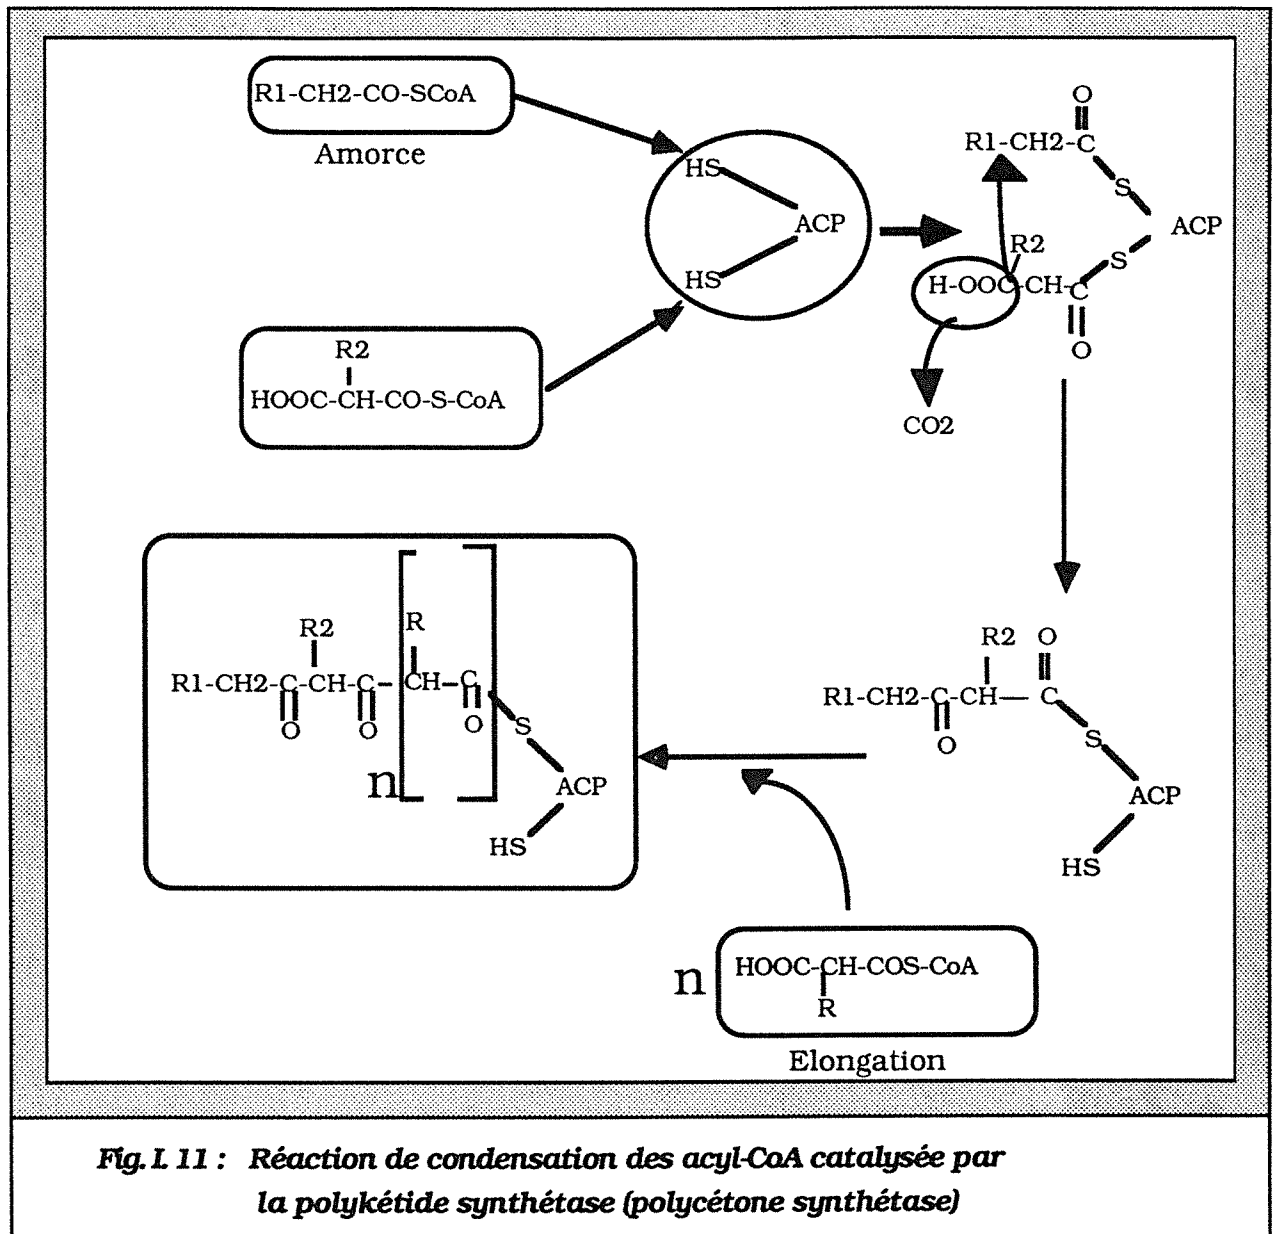 R1-CH2-CO-SCoA
Amorce
HS
ACP
HS
R2
HOOC-CH-CO-S-CoA
O
R1-CH2-C
S
ACP
R2
S
H-OOC-CH-C
O
CO2
R2 O
R1-CH2-C-CH-C
O
S
ACP
HS
R2
R
R1-CH2-C-CH-C-CH-C
O O O
S
n
ACP
HS
n
HOOC-CH-COS-CoA
R
Elongation
Fig. I. 11 : Réaction de condensation des acyl-CoA catalysée par
la polykétide synthétase (polycétone synthétase)